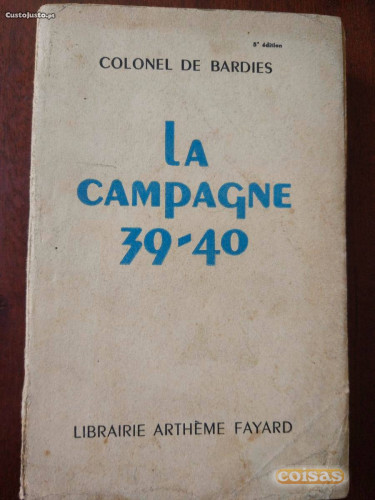 CustoJusto.pt
8e édition
COLONEL DE BARDIES
LA
CAMPAGNE
39-40
LIBRAIRIE ARTHÈME FAYARD
coisas